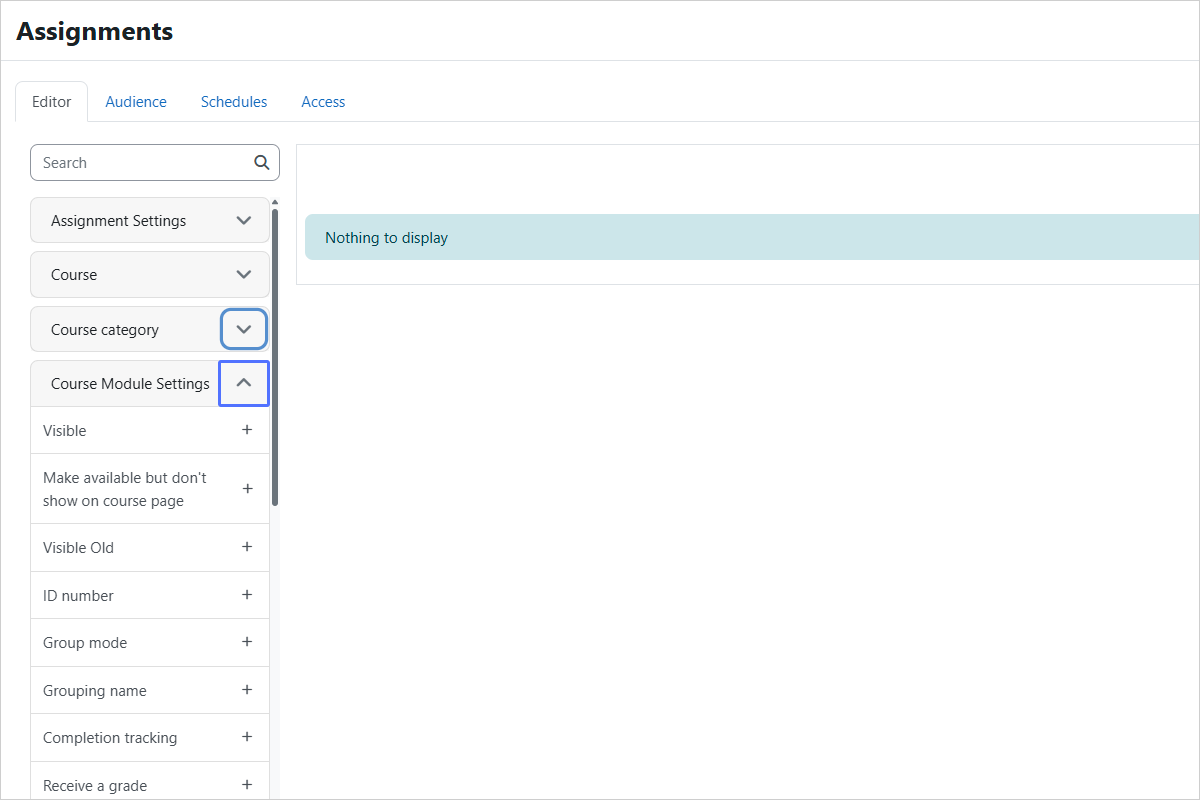 Assignments
Editor
Audience
Schedules
Access
Search
Assignment Settings
Nothing to display
Course
Course category
Course Module Settings
Visible
Make available but don't
show on course page
Visible Old
ID number
Group mode
Grouping name
Completion tracking
Receive a grade